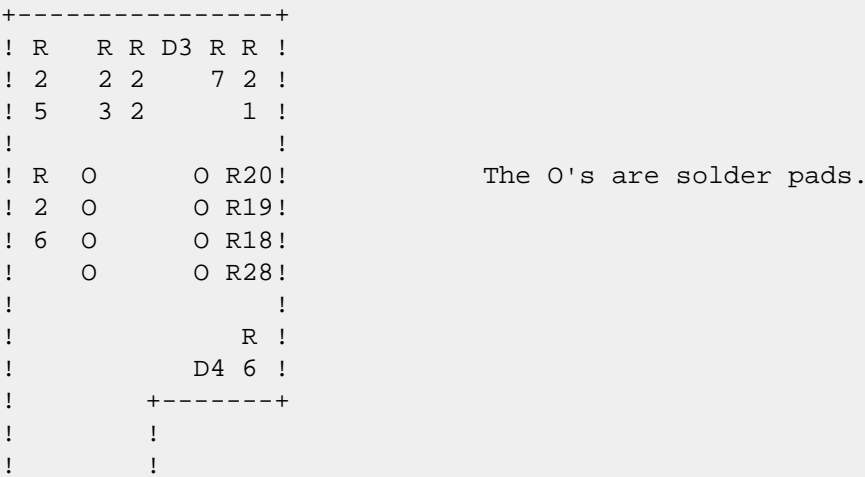 +-----------------+
! R   R R D3 R R !
! 2   2 2    7 2 !
! 5   3 2      1 !
!                !
! R  O      O R20!            The O's are solder pads.
! 2  O      O R19!
! 6  O      O R18!
!    O      O R28!
!                !
!              R !
!           D4 6 !
!        +-------+
!        !
!        !